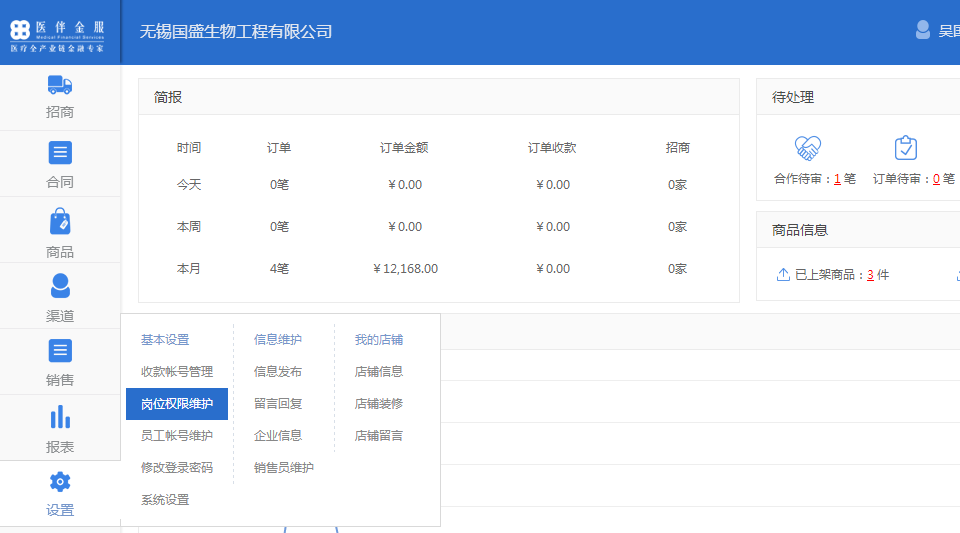 医伴金服
Medical Financial Services
医疗全产业链金融专家
无锡国盛生物工程有限公司
招商
合同
商品
渠道
销售
报表
设置
简报
时间 订单 订单金额 订单收款 招商
今天 0笔 ￥0.00 ￥0.00 0家
本周 0笔 ￥0.00 ￥0.00 0家
本月 4笔 ￥12,168.00 ￥0.00 0家
待处理
合作待审：1 笔 订单待审：0 笔
商品信息
已上架商品：3 件
基本设置 信息维护 我的店铺
收款帐号管理 信息发布 店铺信息
岗位权限维护 留言回复 店铺装修
员工帐号维护 企业信息 店铺留言
修改登录密码 销售员维护
系统设置